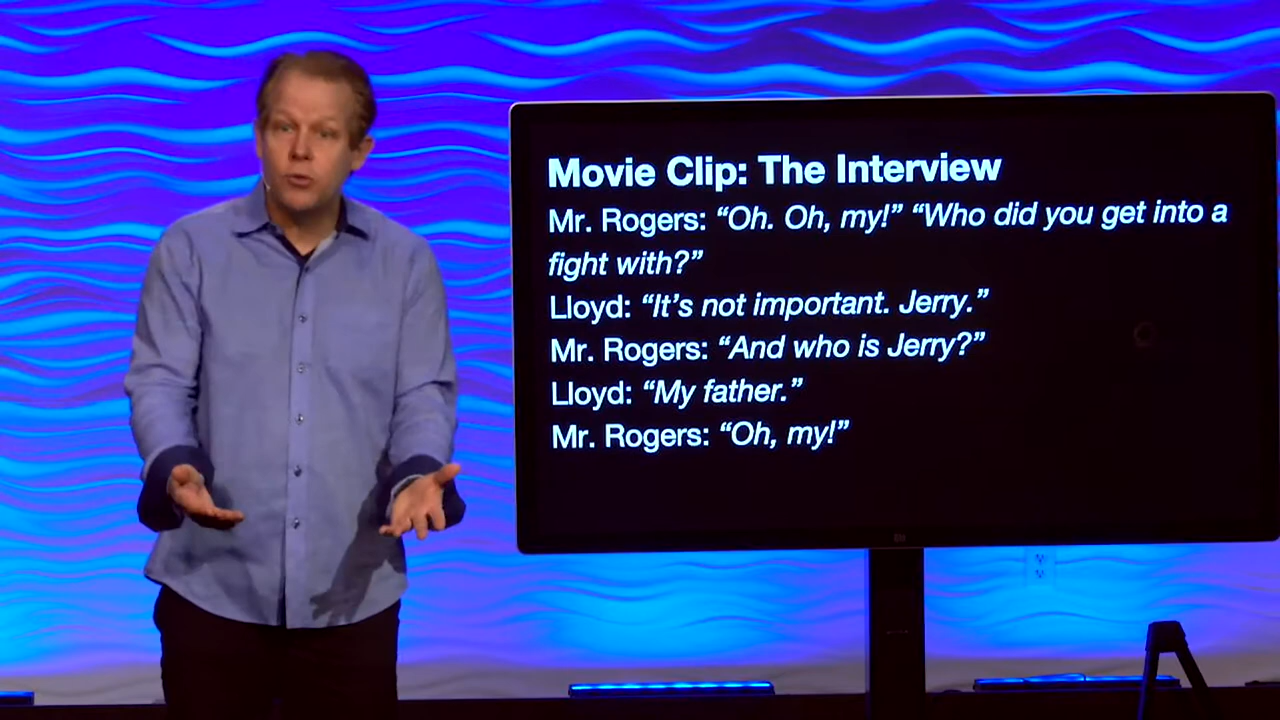 Movie Clip: The Interview
Mr. Rogers: “Oh. Oh, my!” “Who did you get into a
fight with?”
Lloyd: “It’s not important. Jerry.”
Mr. Rogers: “And who is Jerry?”
Lloyd: “My father.”
Mr. Rogers: “Oh, my!”